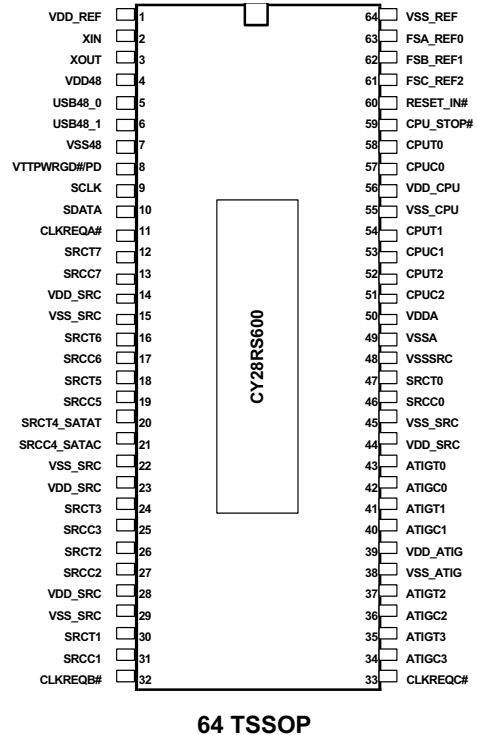 VDD_REF 1 64 VSS_REF
XIN 2 63 FSA_REF0
XOUT 3 62 FSB_REF1
VDD48 4 61 FSC_REF2
USB48_0 5 60 RESET_IN#
USB48_1 6 59 CPU_STOP#
VSS48 7 58 CPUT0
VTTPWRGD#/PD 8 57 CPUC0
SCLK 9 56 VDD_CPU
SDATA 10 55 VSS_CPU
CLKREQA# 11 54 CPUT1
SRCT7 12 53 CPUC1
SRCC7 13 52 CPUT2
VDD_SRC 14 51 CPUC2
VSS_SRC 15 50 VDDA
SRCT6 16 49 VSSA
SRCC6 17 48 VSSSRC
SRCT5 18 47 SRCT0
SRCC5 19 46 SRCC0
SRCT4_SATAT 20 45 VSS_SRC
SRCC4_SATAC 21 44 VDD_SRC
VSS_SRC 22 43 ATIGT0
VDD_SRC 23 42 ATIGC0
SRCT3 24 41 ATIGT1
SRCC3 25 40 ATIGC1
SRCT2 26 39 VDD_ATIG
SRCC2 27 38 VSS_ATIG
VDD_SRC 28 37 ATIGT2
VSS_SRC 29 36 ATIGC2
SRCT1 30 35 ATIGT3
SRCC1 31 34 ATIGC3
CLKREQB# 32 33 CLKREQC#
CY28RS600
64 TSSOP